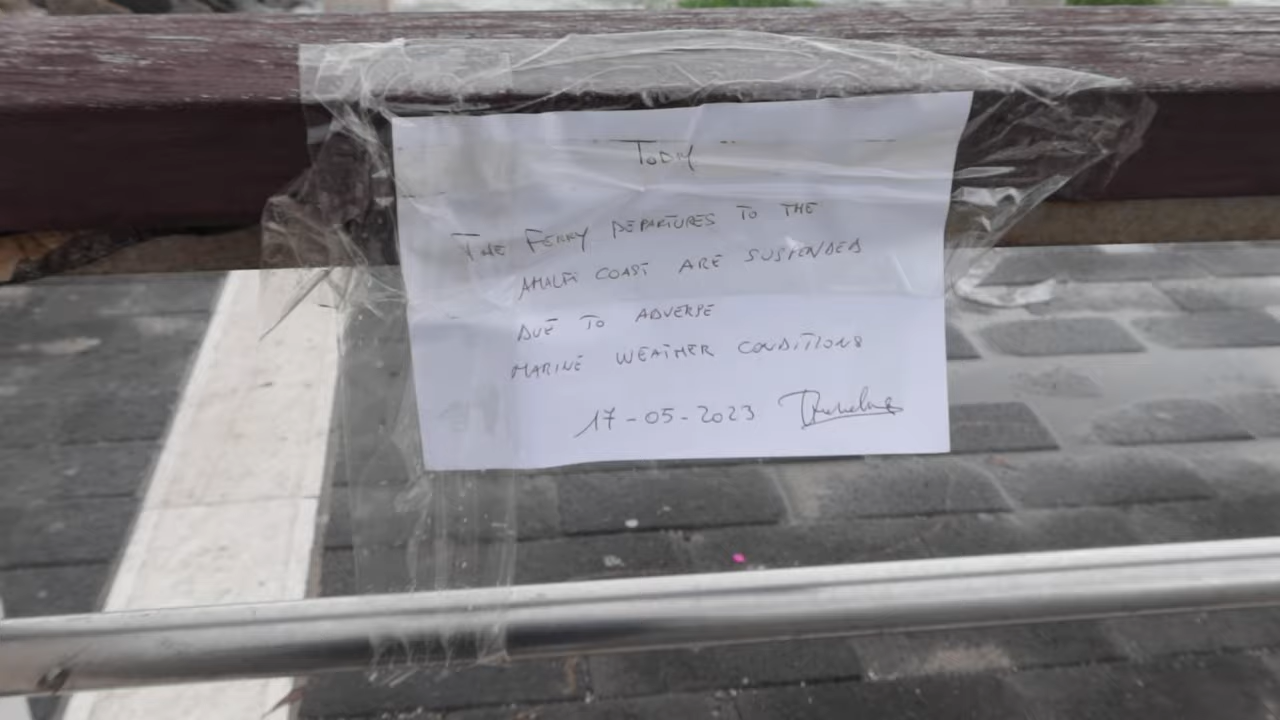 TODAY
THE FERRY DEPARTURES TO THE
AMALFI COAST ARE SUSPENDED
DUE TO ADVERSE
MARINE WEATHER CONDITIONS
17-05-2023